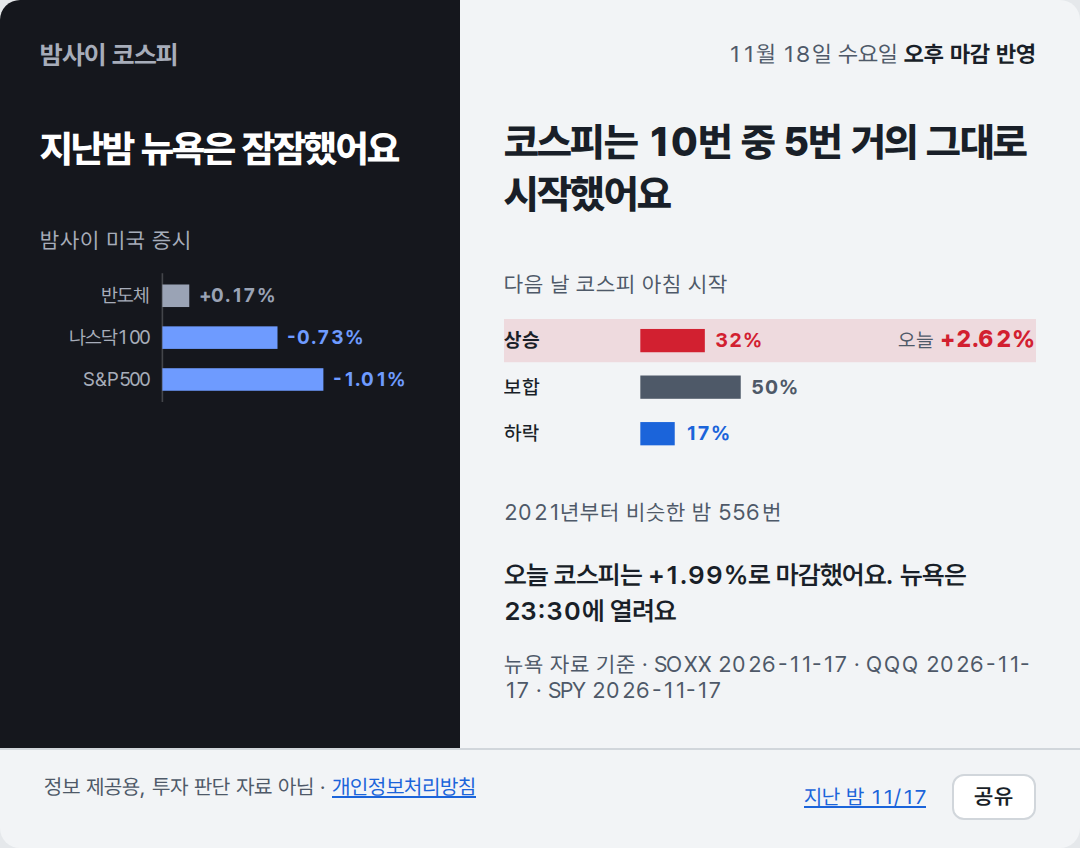 밤사이 코스피
지난밤 뉴욕은 잠잠했어요
밤사이 미국 증시
반도체 +0.17%
나스닥100 -0.73%
S&P500 -1.01%
11월 18일 수요일 오후 마감 반영
코스피는 10번 중 5번 거의 그대로
시작했어요
다음 날 코스피 아침 시작
상승 32% 오늘 +2.62%
보합 50%
하락 17%
2021년부터 비슷한 밤 556번
오늘 코스피는 +1.99%로 마감했어요. 뉴욕은
23:30에 열려요
뉴욕 자료 기준 · SOXX 2026-11-17 · QQQ 2026-11-
17 · SPY 2026-11-17
정보 제공용, 투자 판단 자료 아님 · 개인정보처리방침
지난 밤 11/17
공유